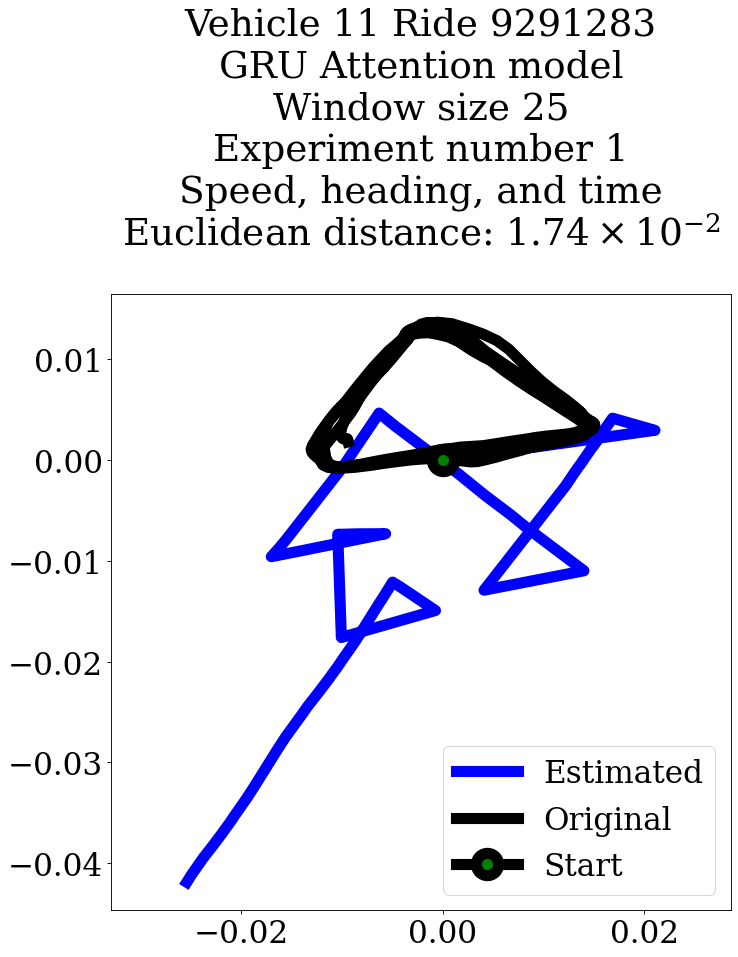 Vehicle 11 Ride 9291283
GRU Attention model
Window size 25
Experiment number 1
Speed, heading, and time
Euclidean distance: 1.74 × 10⁻²
0.01
0.00
−0.01
−0.02
−0.03
−0.04
Estimated
Original
Start
−0.02
0.00
0.02